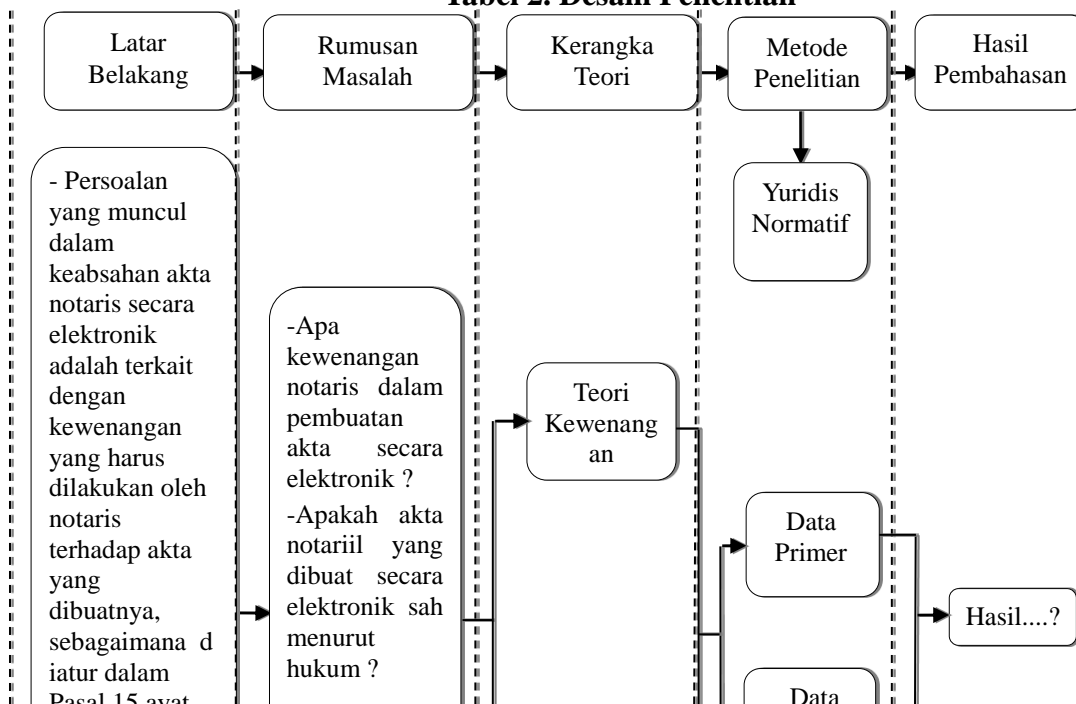 Tabel 2. Desain Penelitian
Latar
Belakang
Rumusan
Masalah
Kerangka
Teori
Metode
Penelitian
Hasil
Pembahasan
Yuridis
Normatif
- Persoalan
yang muncul
dalam
keabsahan akta
notaris secara
elektronik
adalah terkait
dengan
kewenangan
yang harus
dilakukan oleh
notaris
terhadap akta
yang
dibuatnya,
sebagaimana d
iatur dalam
Pasal 15 ayat
-Apa
kewenangan
notaris dalam
pembuatan
akta secara
elektronik ?
-Apakah akta
notariil yang
dibuat secara
elektronik sah
menurut
hukum ?
Teori
Kewenang
an
Data
Primer
Data
Hasil....?